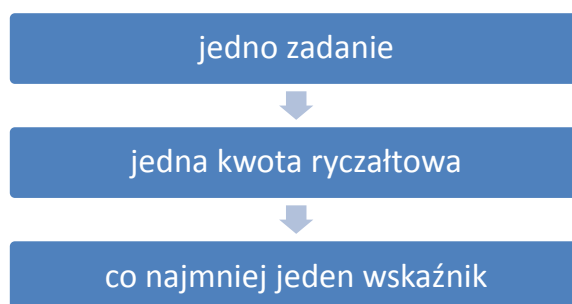 jedno zadanie
jedna kwota ryczałtowa
co najmniej jeden wskaźnik